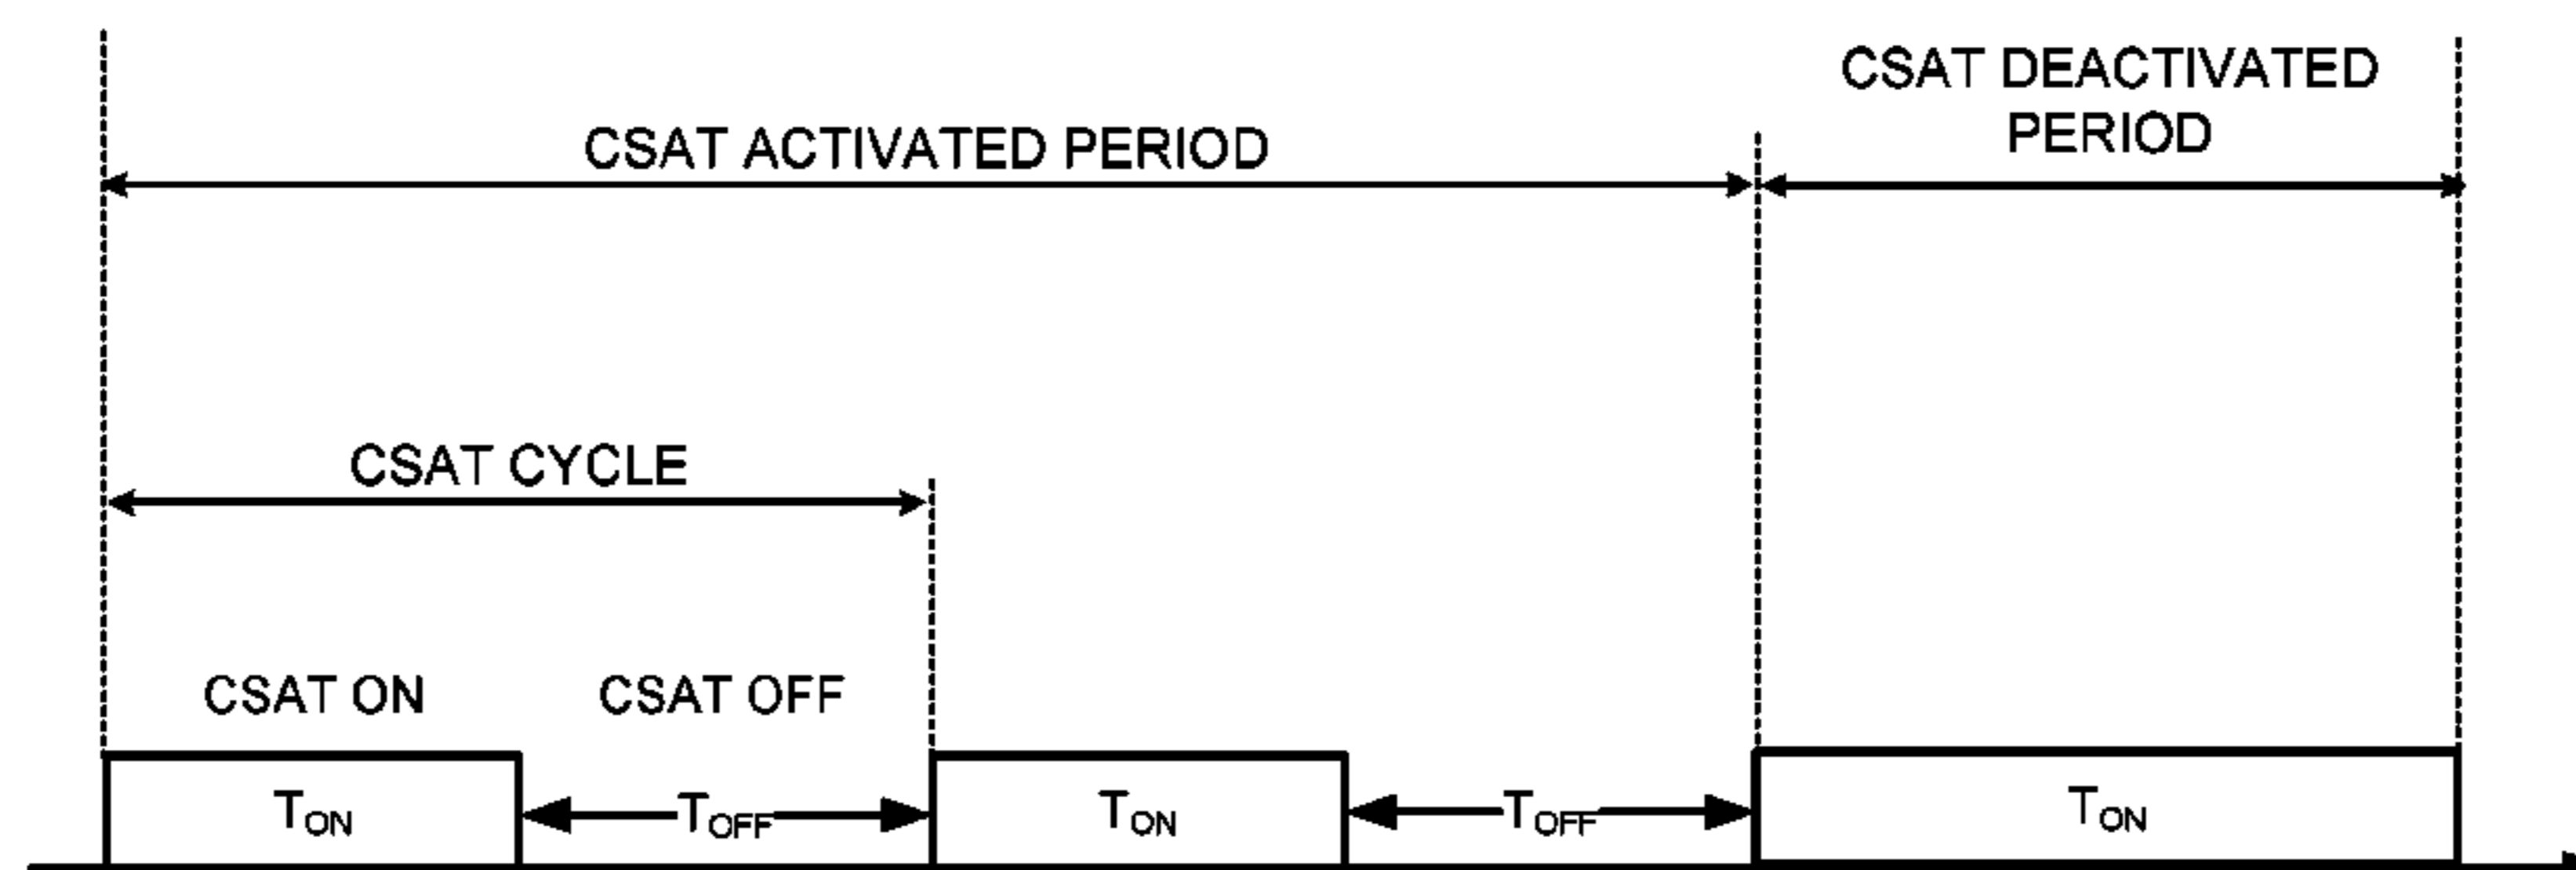 CSAT DEACTIVATED
PERIOD
CSAT ACTIVATED PERIOD
CSAT CYCLE
CSAT ON
CSAT OFF
TON
TOFF
TON
TOFF
TON